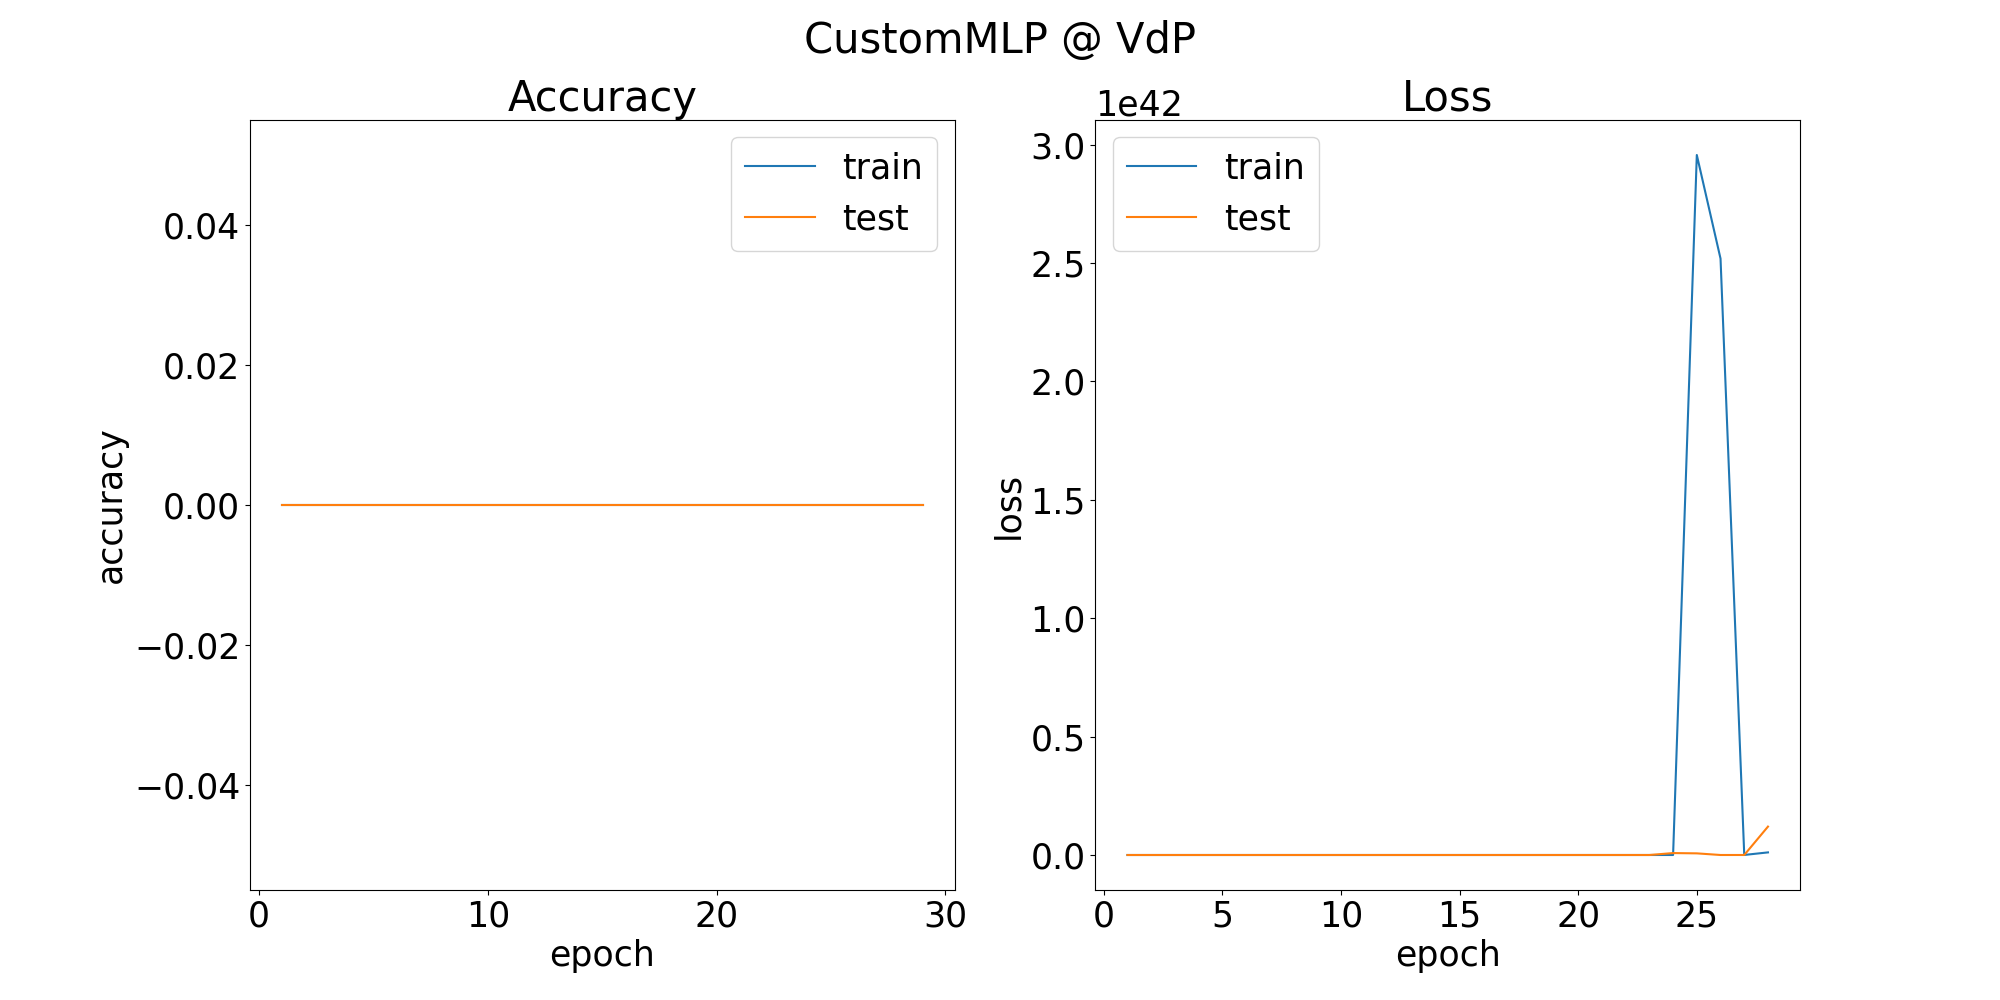 CustomMLP @ VdP
Accuracy
train
test
0.04
0.02
0.00
−0.02
−0.04
accuracy
0 10 20 30
epoch
Loss
1e42
train
test
3.0
2.5
2.0
1.5
1.0
0.5
0.0
loss
0 5 10 15 20 25
epoch